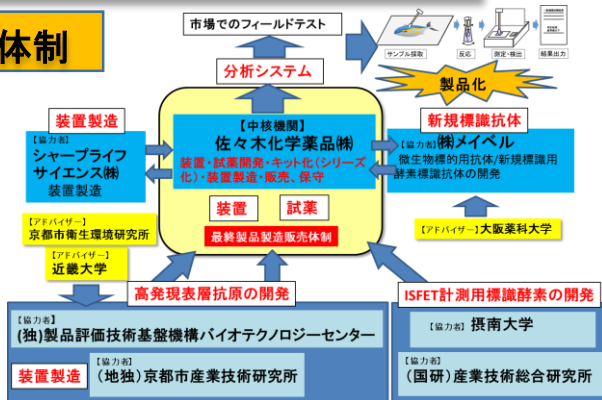 体制
市場でのフィールドテスト
サンプル採取
反応
測定・検出
結果出力
分析システム
製品化
装置製造
【協力者】
シャープライフ
サイエンス㈱
装置製造
【中核機関】
佐々木化学薬品㈱
装置・試薬開発・キット化（シリーズ
化）・装置製造・販売、保守
装置
試薬
最終製品製造販売体制
新規標識抗体
【協力者】㈱メイベル
微生物標的用抗体/新規標識用
酵素標識抗体の開発
【アドバイザー】
京都市衛生環境研究所
【アドバイザー】
近畿大学
【アドバイザー】大阪薬科大学
高発現表層抗原の開発
【協力者】
(独)製品評価技術基盤機構バイオテクノロジーセンター
装置製造
【協力者】
（地独）京都市産業技術研究所
ISFET計測用標識酵素の開発
【協力者】摂南大学
【協力者】
（国研）産業技術総合研究所